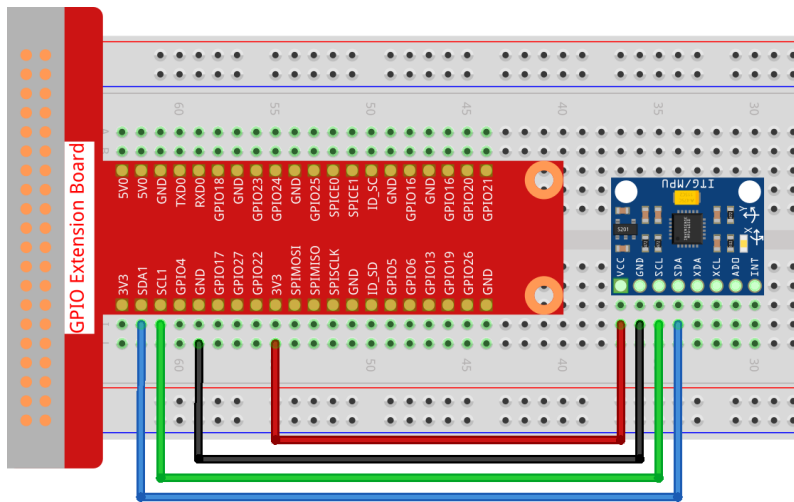 60
55
50
45
40
35
30
A
B
GPIO Extension Board
5V0
5V0
GND
TXD0
RXD0
GPIO18
GND
GPIO23
GPIO24
GND
GPIO25
SPICE0
SPICE1
ID_SC
GND
GPIO16
GND
GPIO16
GPIO20
GPIO21
3V3
SDA1
SCL1
GPIO4
GND
GPIO17
GPIO27
GPIO22
3V3
SPIMOSI
SPIMISO
SPISCLK
GND
ID_SD
GPIO5
GPIO6
GPIO13
GPIO19
GPIO26
GND
ITG/MPU
5201
Y
X
VCC
GND
SCL
SDA
XDA
XCL
AD0
INT
60
50
40
35
30